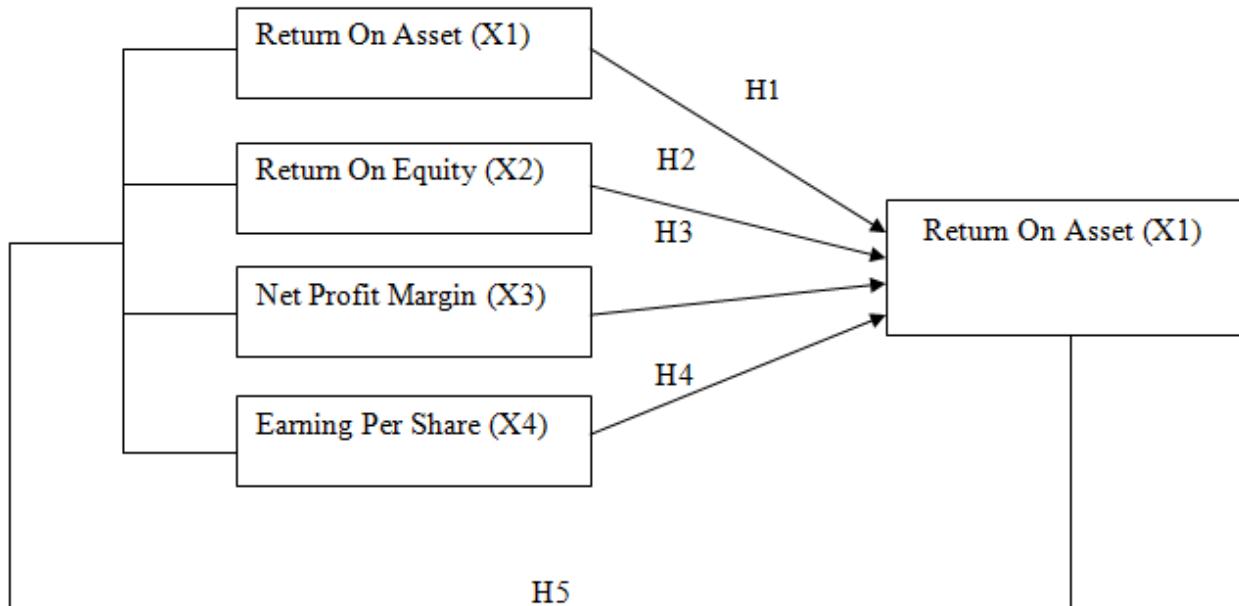 Return On Asset (X1)
H1
Return On Equity (X2)
H2
H3
Return On Asset (X1)
Net Profit Margin (X3)
H4
Earning Per Share (X4)
H5